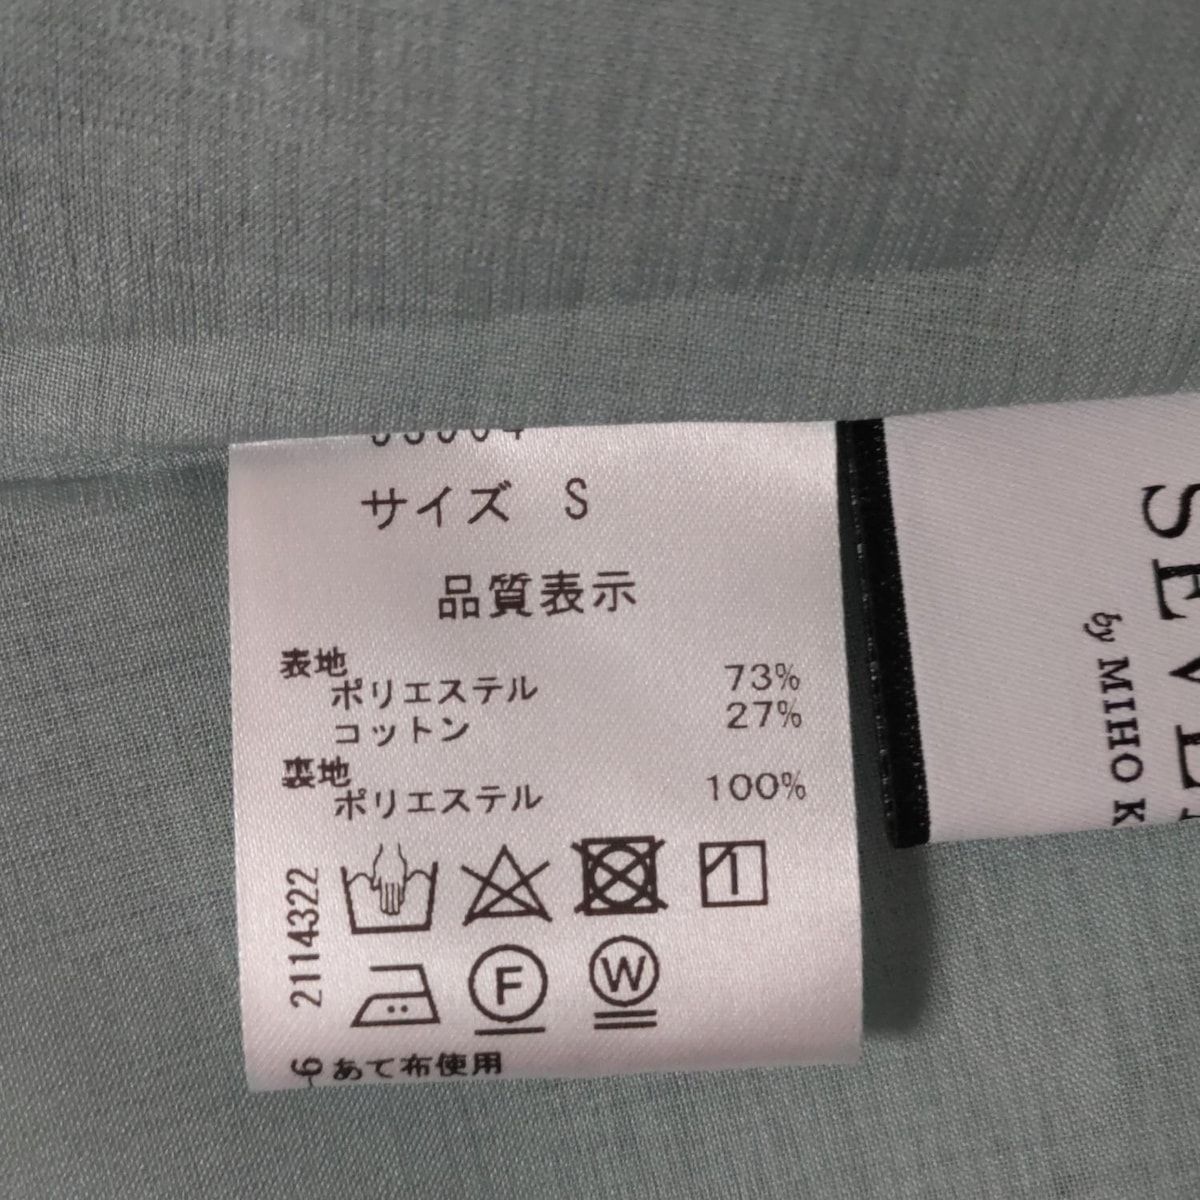 サイズ S
品質表示
表地
ポリエステル 73%
コットン 27%
裏地
ポリエステル 100%
2114322
F
W
6 あて布使用
by MIHO K